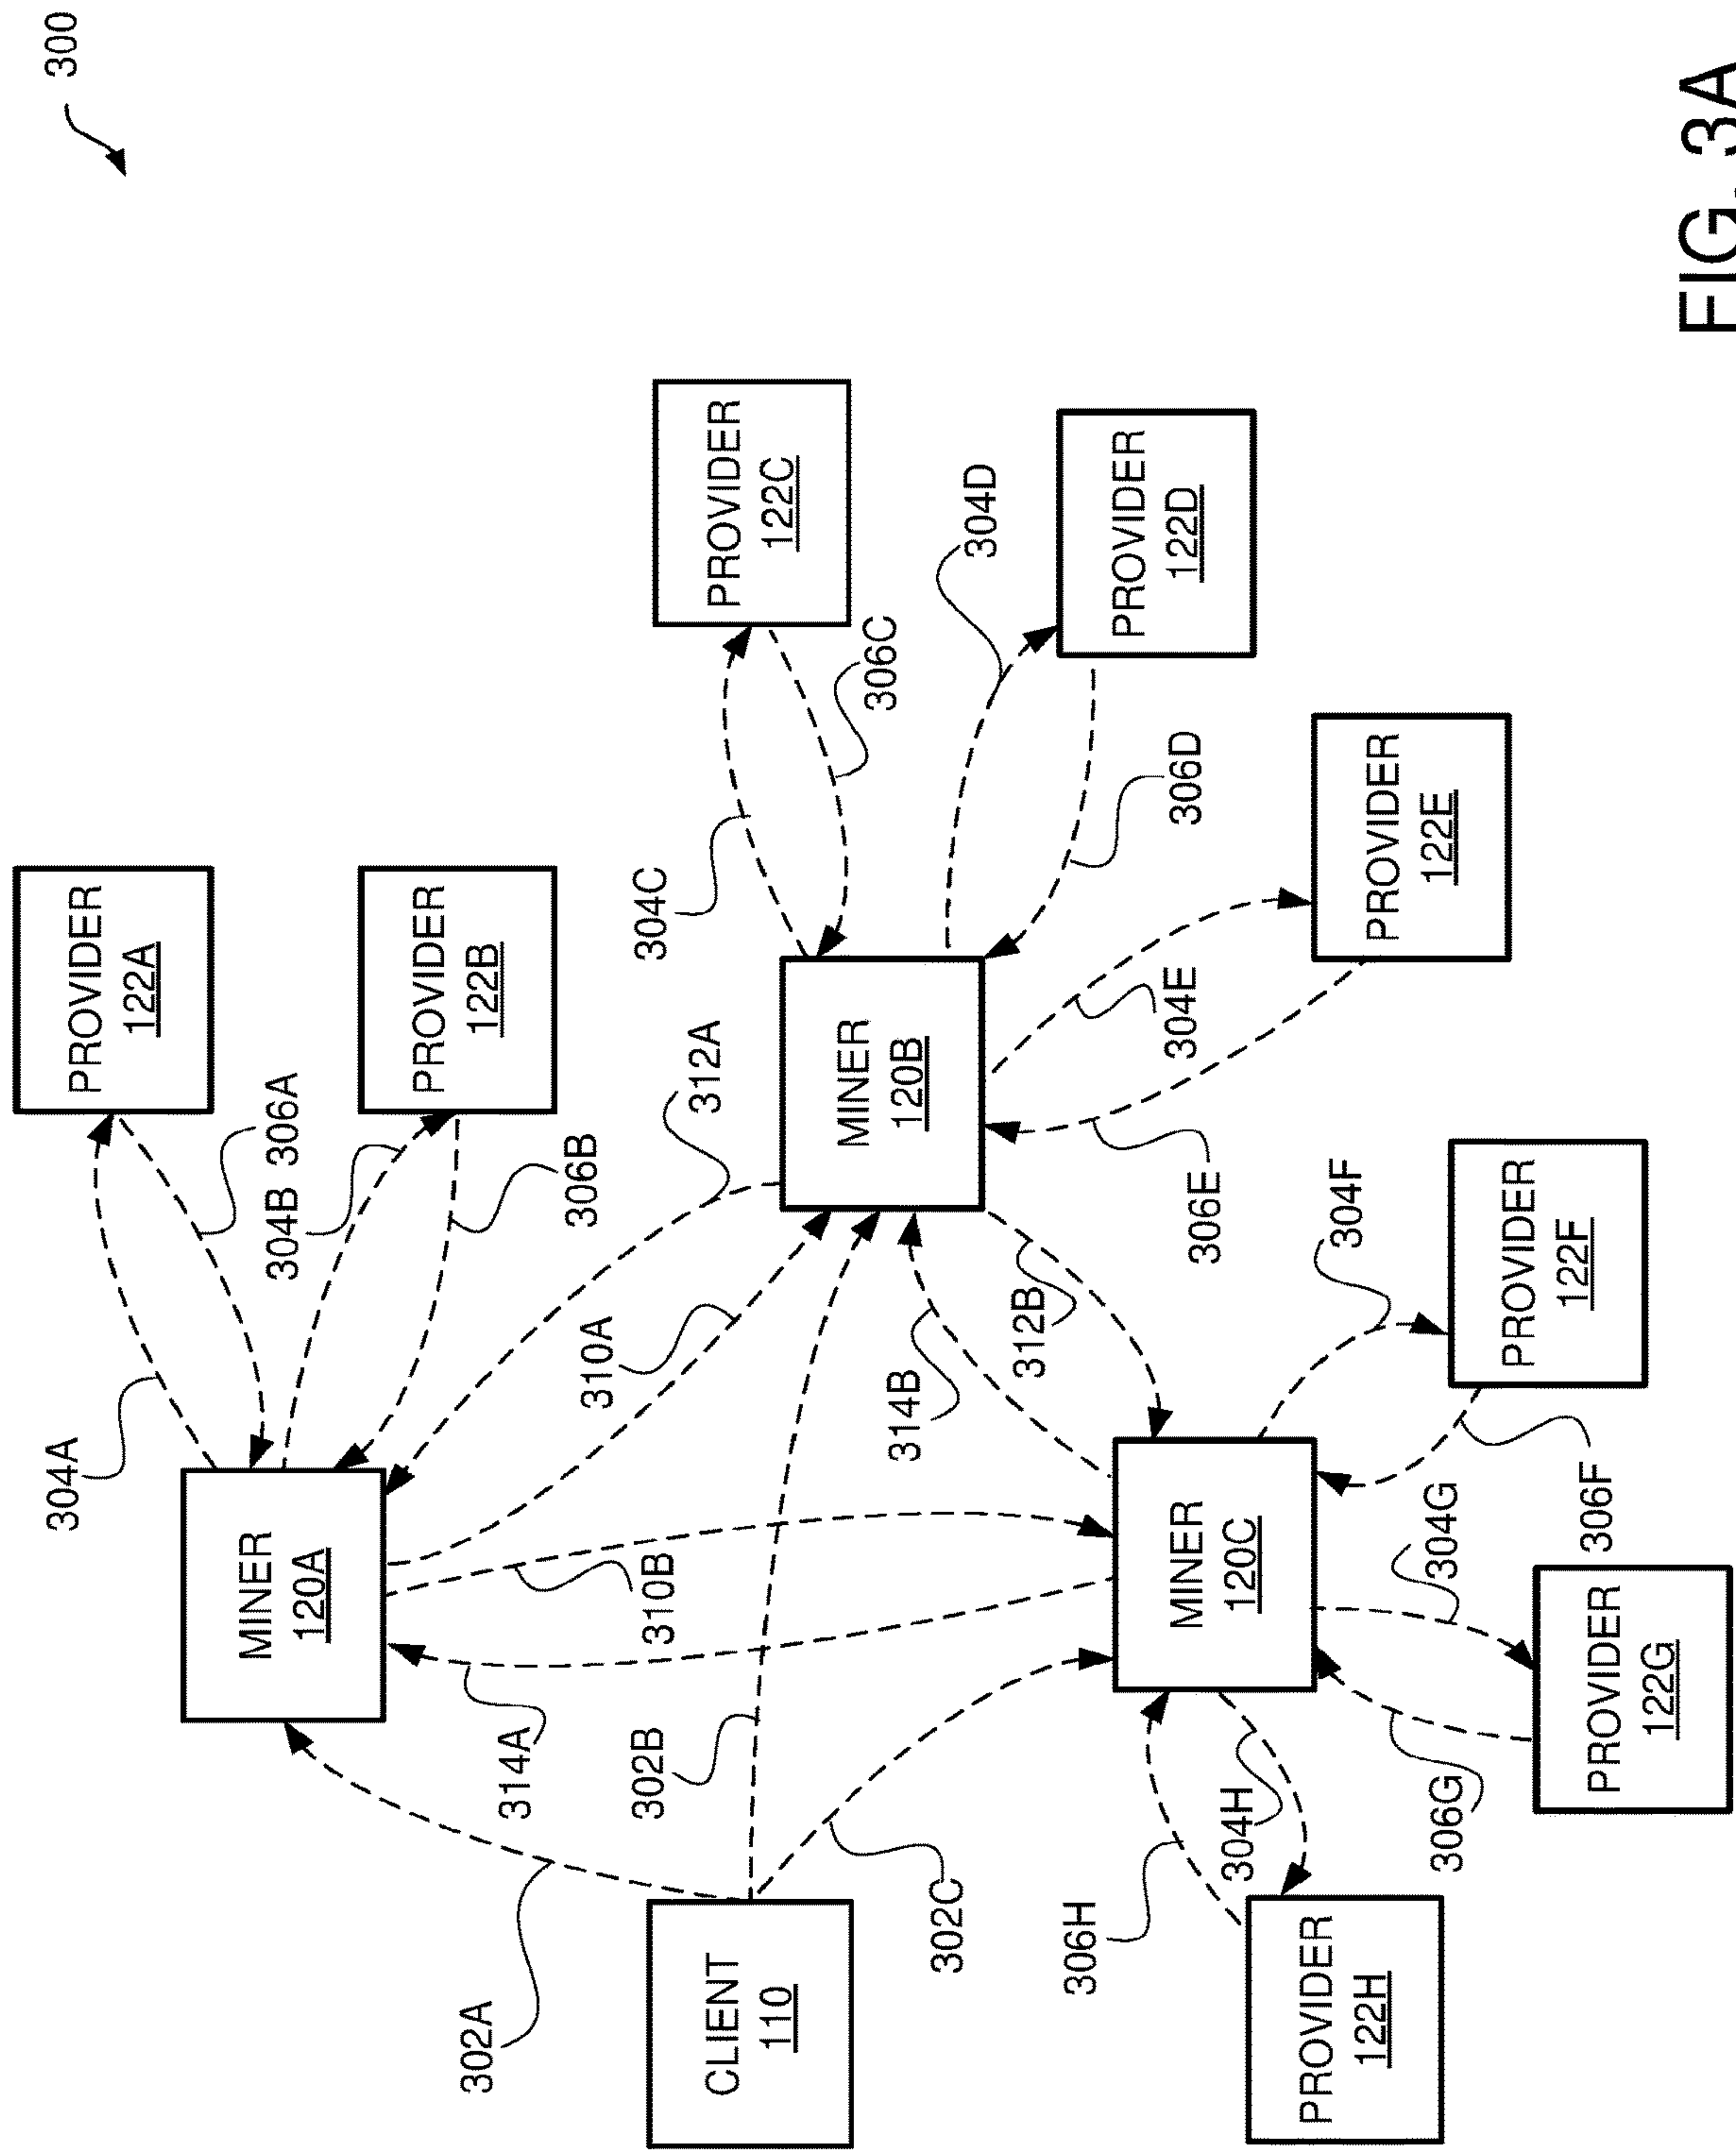 300
PROVIDER
122A
304A
306A
304B
PROVIDER
122B
306B
MINER
120A
312A
310A
310B
314A
302A
302B
CLIENT
110
302C
304C
PROVIDER
122C
306C
MINER
120B
304D
PROVIDER
122D
306D
304E
PROVIDER
122E
306E
314B
312B
MINER
120C
304F
PROVIDER
122F
306F
304G
PROVIDER
122G
306G
304H
306H
PROVIDER
122H
FIG. 3A